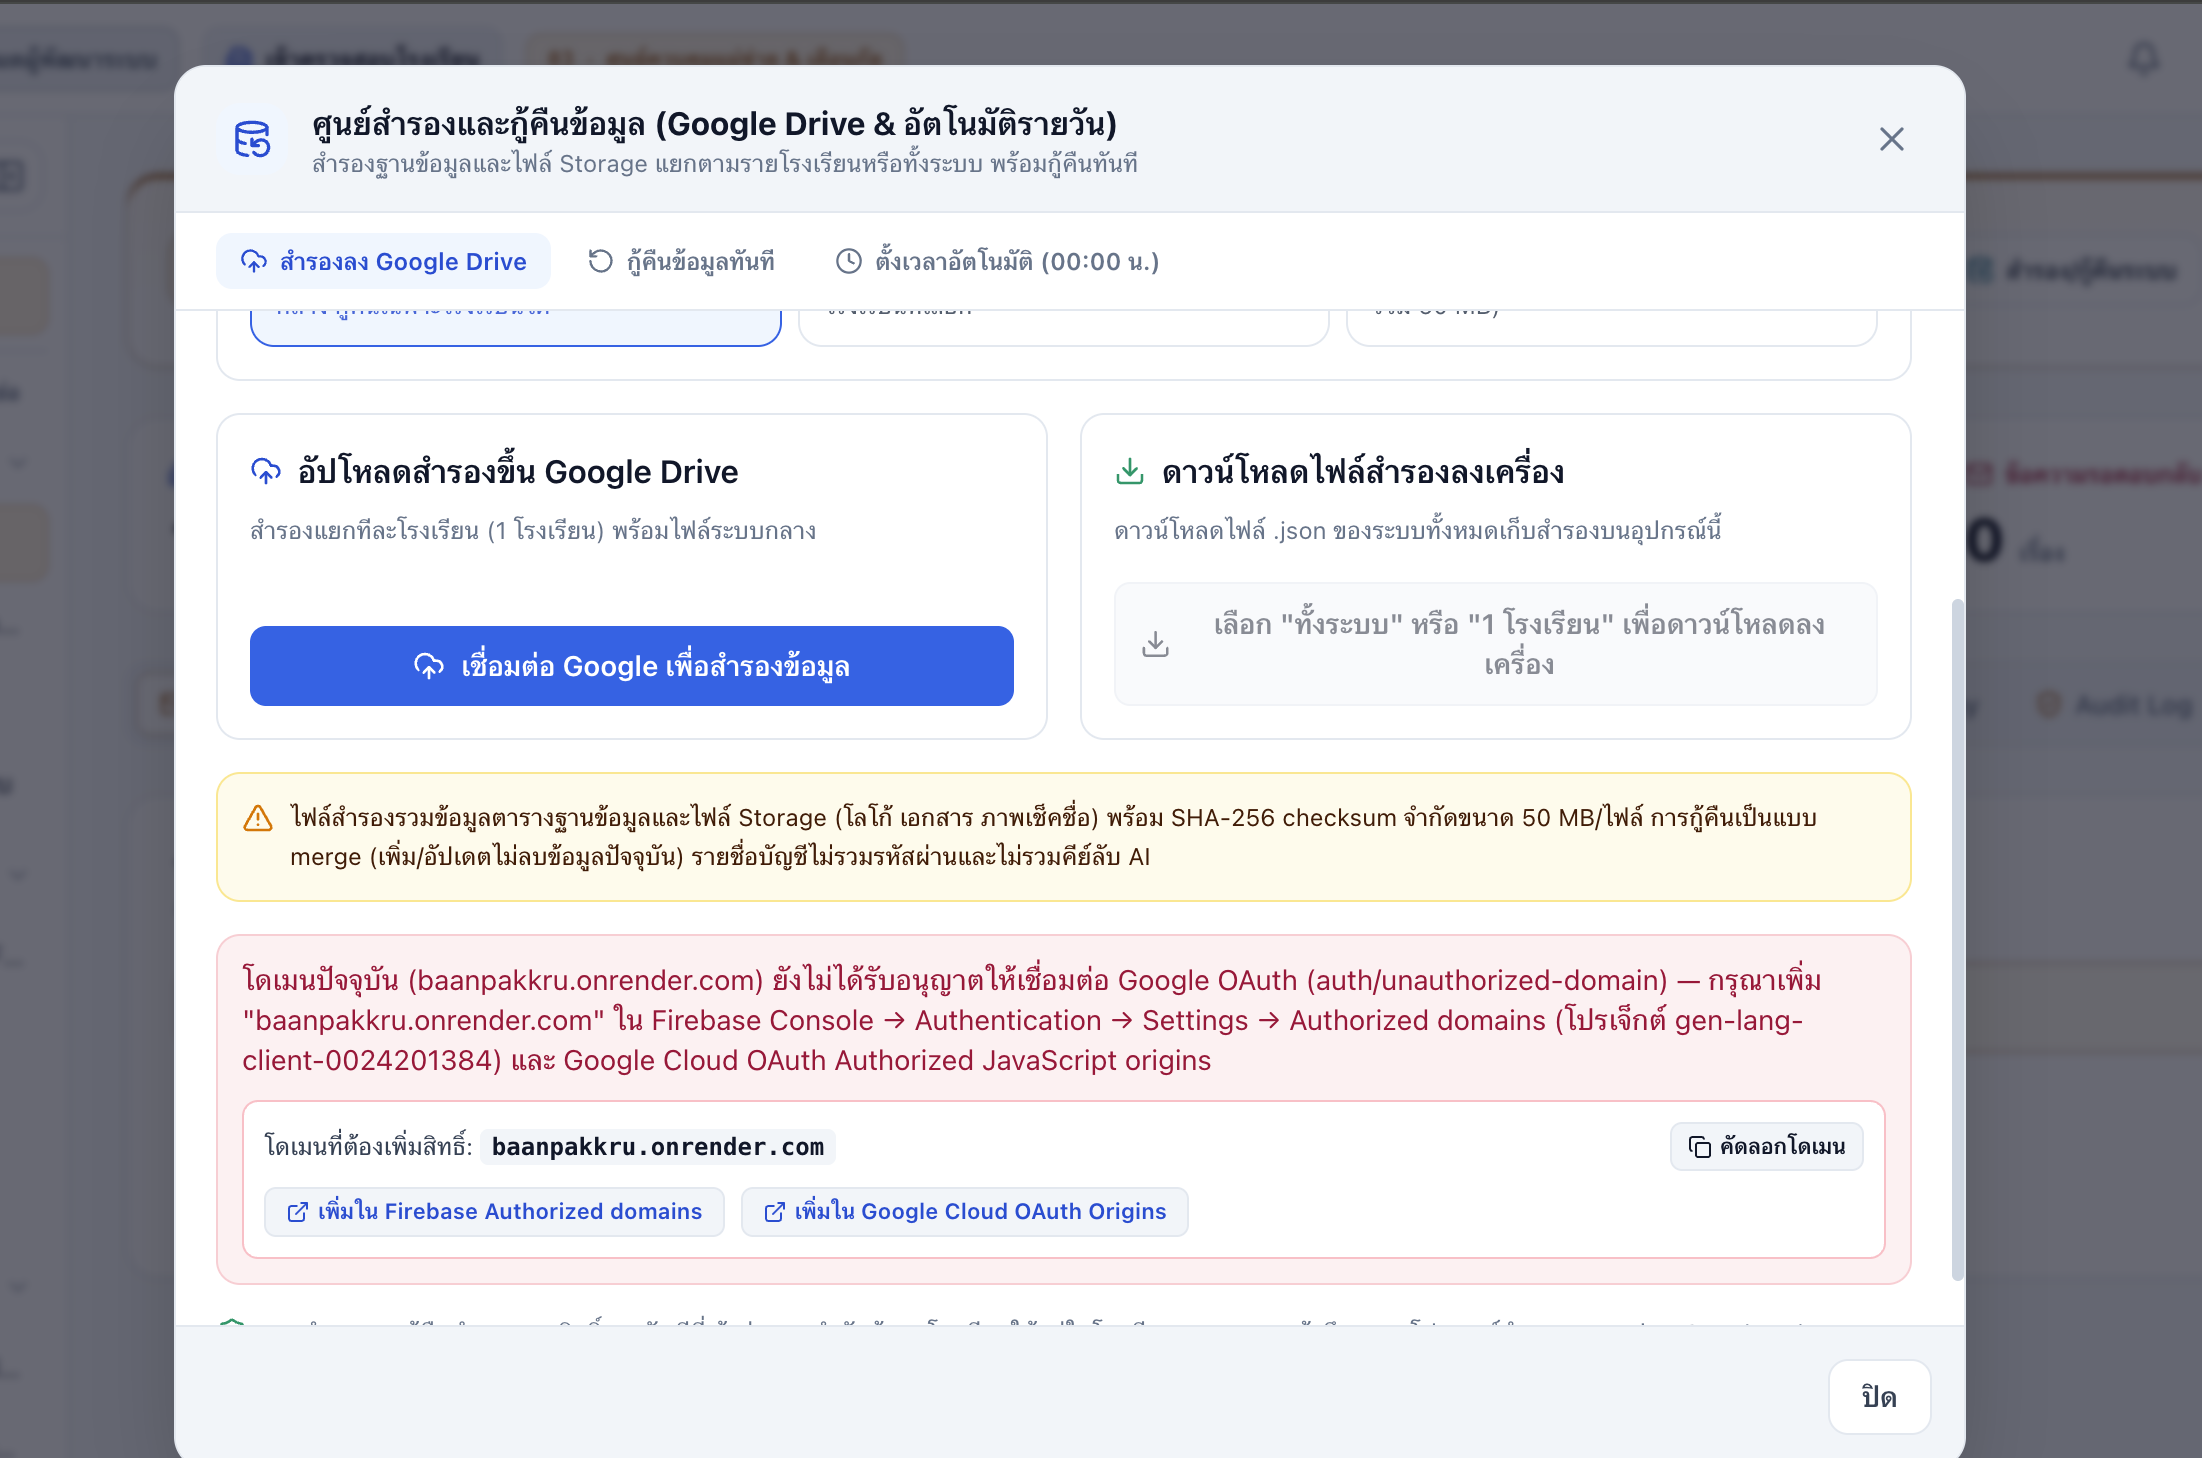 ศูนย์สำรองและกู้คืนข้อมูล (Google Drive & อัตโนมัติรายวัน)
สำรองฐานข้อมูลและไฟล์ Storage แยกตามรายโรงเรียนหรือทั้งระบบ พร้อมกู้คืนทันที
สำรองลง Google Drive
กู้คืนข้อมูลทันที
ตั้งเวลาอัตโนมัติ (00:00 น.)
อัปโหลดสำรองขึ้น Google Drive
สำรองแยกทีละโรงเรียน (1 โรงเรียน) พร้อมไฟล์ระบบกลาง
เชื่อมต่อ Google เพื่อสำรองข้อมูล
ดาวน์โหลดไฟล์สำรองลงเครื่อง
ดาวน์โหลดไฟล์ .json ของระบบทั้งหมดเก็บสำรองบนอุปกรณ์นี้
เลือก "ทั้งระบบ" หรือ "1 โรงเรียน" เพื่อดาวน์โหลดลง
เครื่อง
ไฟล์สำรองรวมข้อมูลตารางฐานข้อมูลและไฟล์ Storage (โลโก้ เอกสาร ภาพเช็คชื่อ) พร้อม SHA-256 checksum จำกัดขนาด 50 MB/ไฟล์ การกู้คืนเป็นแบบ
merge (เพิ่ม/อัปเดตไม่ลบข้อมูลปัจจุบัน) รายชื่อบัญชีไม่รวมรหัสผ่านและไม่รวมคีย์ลับ AI
โดเมนปัจจุบัน (baanpakkru.onrender.com) ยังไม่ได้รับอนุญาตให้เชื่อมต่อ Google OAuth (auth/unauthorized-domain) — กรุณาเพิ่ม
"baanpakkru.onrender.com" ใน Firebase Console → Authentication → Settings → Authorized domains (โปรเจ็กต์ gen-lang-
client-0024201384) และ Google Cloud OAuth Authorized JavaScript origins
โดเมนที่ต้องเพิ่มสิทธิ์: baanpakkru.onrender.com
คัดลอกโดเมน
เพิ่มใน Firebase Authorized domains
เพิ่มใน Google Cloud OAuth Origins
ปิด
Audit Log
0